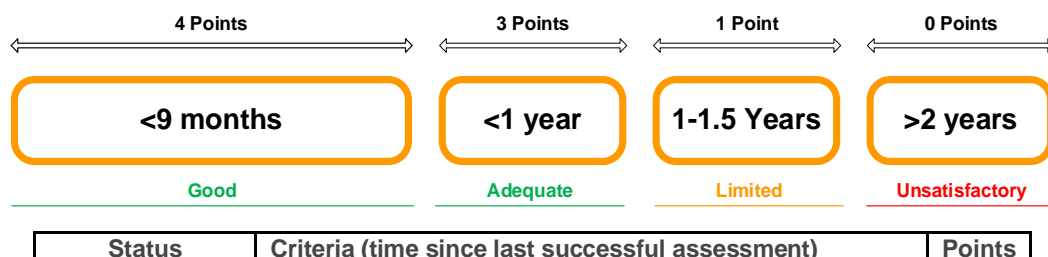 4 Points 3 Points 1 Point 0 Points
<9 months <1 year 1-1.5 Years >2 years
Good Adequate Limited Unsatisfactory
Status Criteria (time since last successful assessment) Points